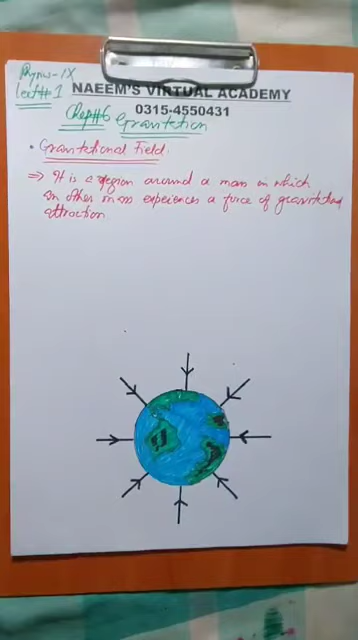 Physics-IX
Lect# 1
NAEEM'S VIRTUAL ACADEMY
0315-4550431
Chep#6 Gravitation
• Gravitational Field.
⇒ It is a region around a mass in which
an other mass experiences a force of gravitational
attraction